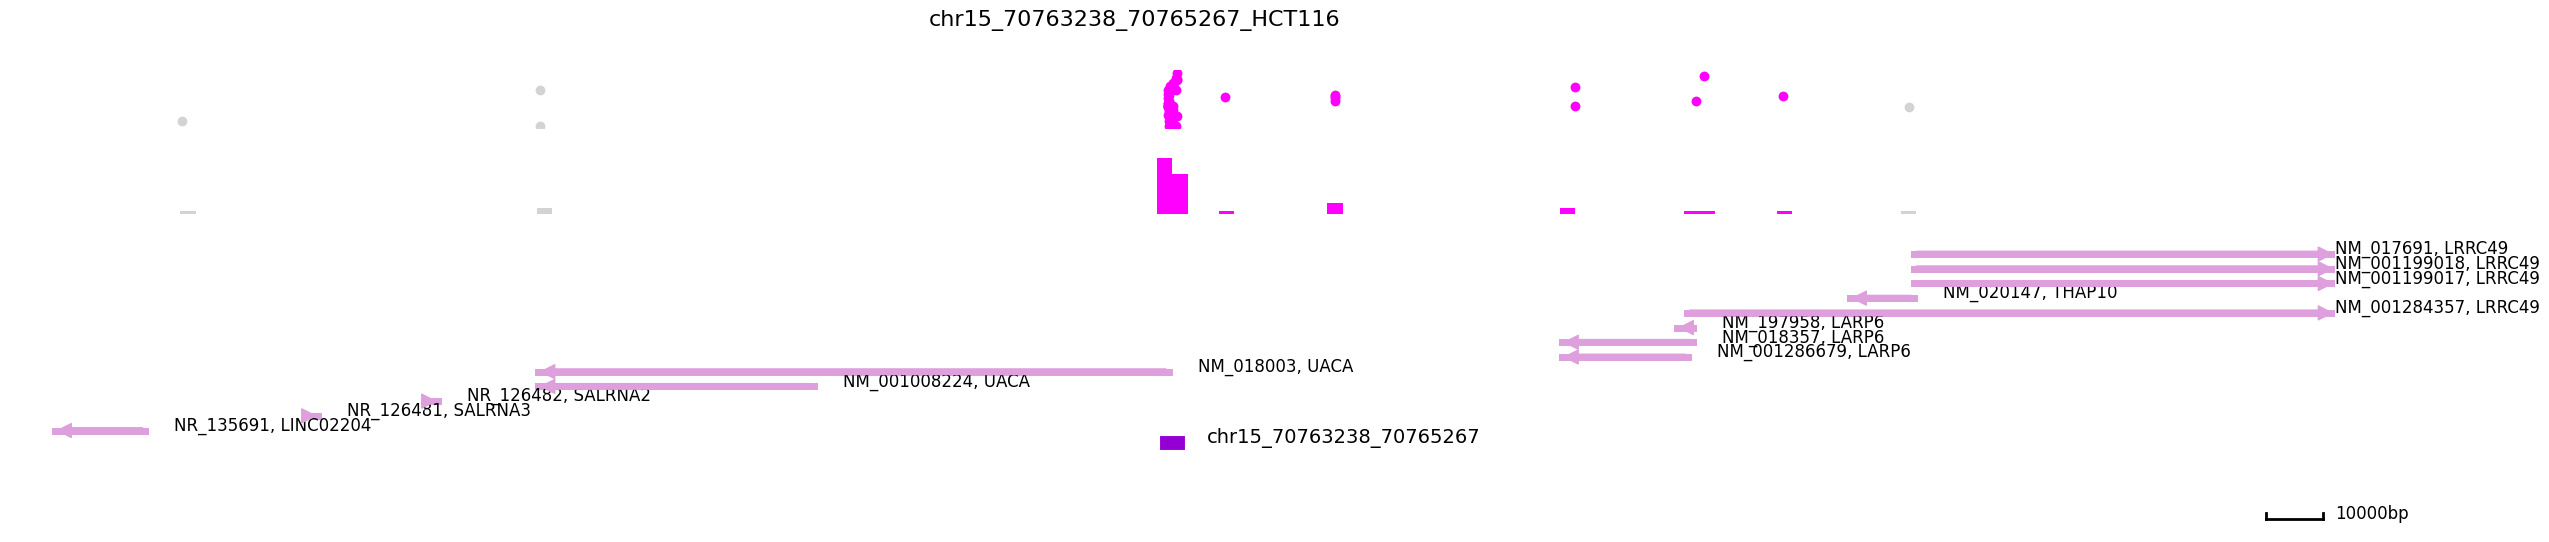 chr15_70763238_70765267_HCT116
NM_017691, LRRC49
NM_001199018, LRRC49
NM_001199017, LRRC49
NM_020147, THAP10
NM_001284357, LRRC49
NM_197958, LARP6
NM_018357, LARP6
NM_001286679, LARP6
NM_018003, UACA
NM_001008224, UACA
NR_126482, SALRNA2
NR_126481, SALRNA3
NR_135691, LINC02204
chr15_70763238_70765267
10000bp